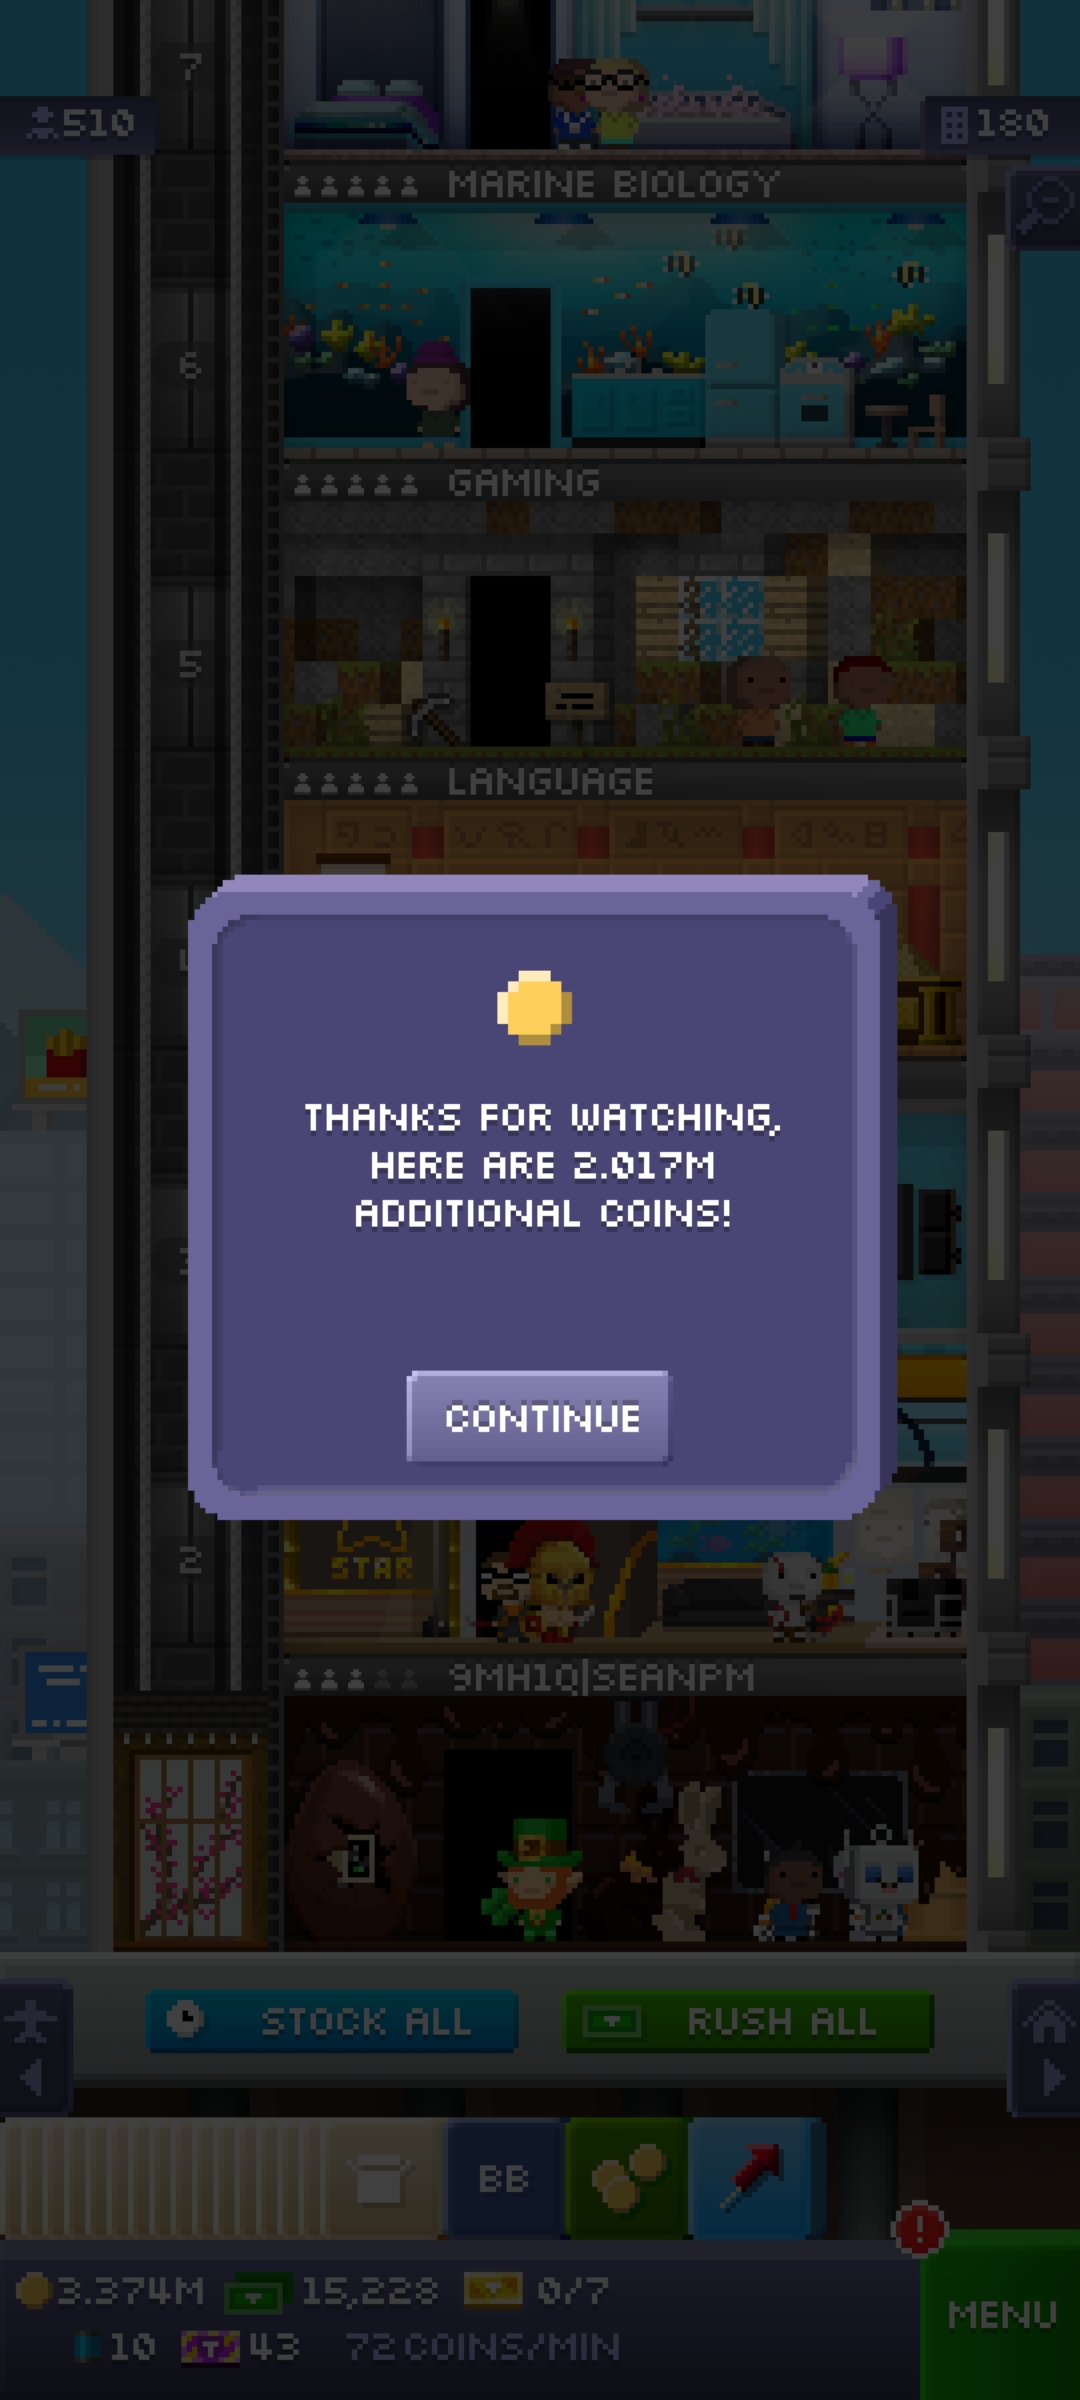 7
510
180
MARINE BIOLOGY
6
GAMING
5
LANGUAGE
THANKS FOR WATCHING,
HERE ARE 2.017M
ADDITIONAL COINS!
CONTINUE
2
STAR
9MH1Q|SEANPM
STOCK ALL
RUSH ALL
BB
!
3.374M 15,228 0/7
MENU
10 43 72 COINS/MIN